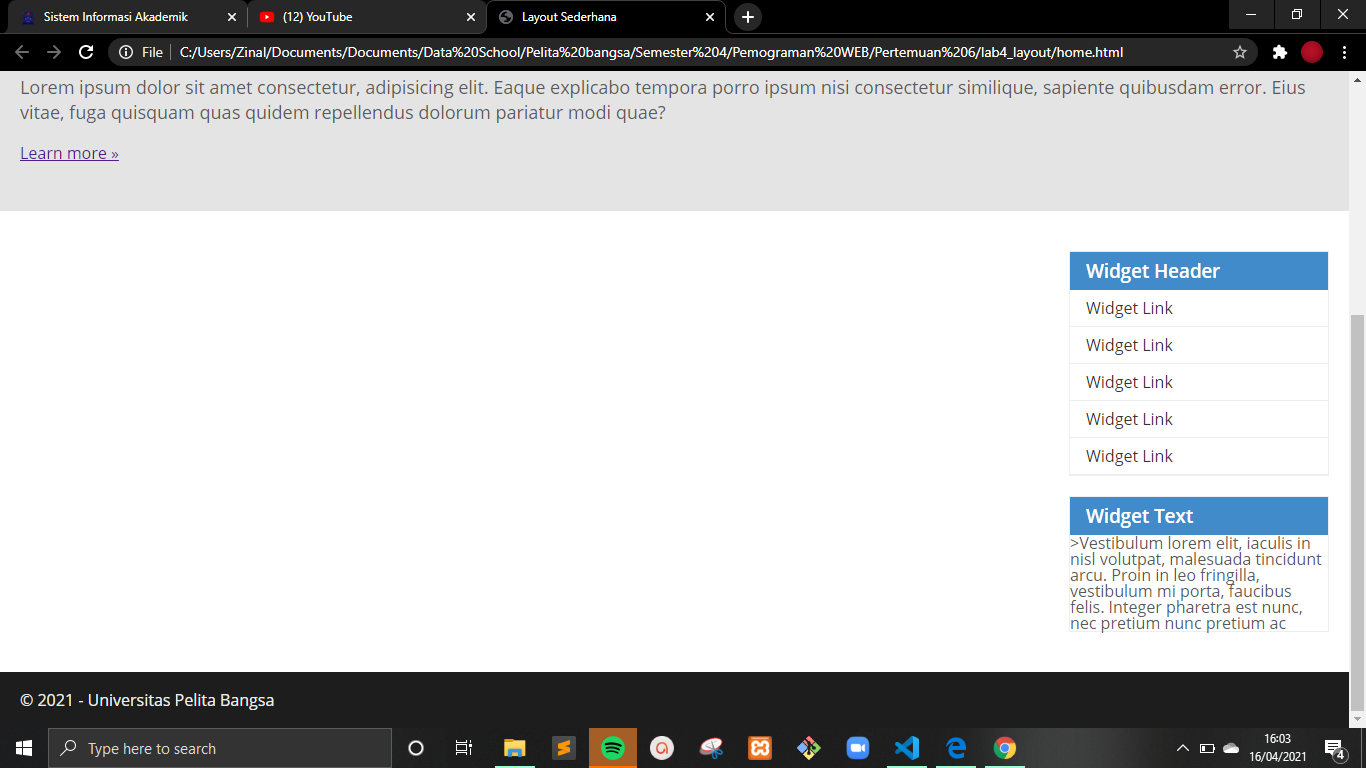 Sistem Informasi Akademik
(12) YouTube
Layout Sederhana
File
C:/Users/Zinal/Documents/Documents/Data%20School/Pelita%20bangsa/Semester%204/Pemograman%20WEB/Pertemuan%206/lab4_layout/home.html
Lorem ipsum dolor sit amet consectetur, adipisicing elit. Eaque explicabo tempora porro ipsum nisi consectetur similique, sapiente quibusdam error. Eius
vitae, fuga quisquam quas quidem repellendus dolorum pariatur modi quae?
Learn more »
Widget Header
Widget Link
Widget Link
Widget Link
Widget Link
Widget Link
Widget Text
>Vestibulum lorem elit, iaculis in
nisl volutpat, malesuada tincidunt
arcu. Proin in leo fringilla,
vestibulum mi porta, faucibus
felis. Integer pharetra est nunc,
nec pretium nunc pretium ac
© 2021 - Universitas Pelita Bangsa
Type here to search
16:03
16/04/2021
4